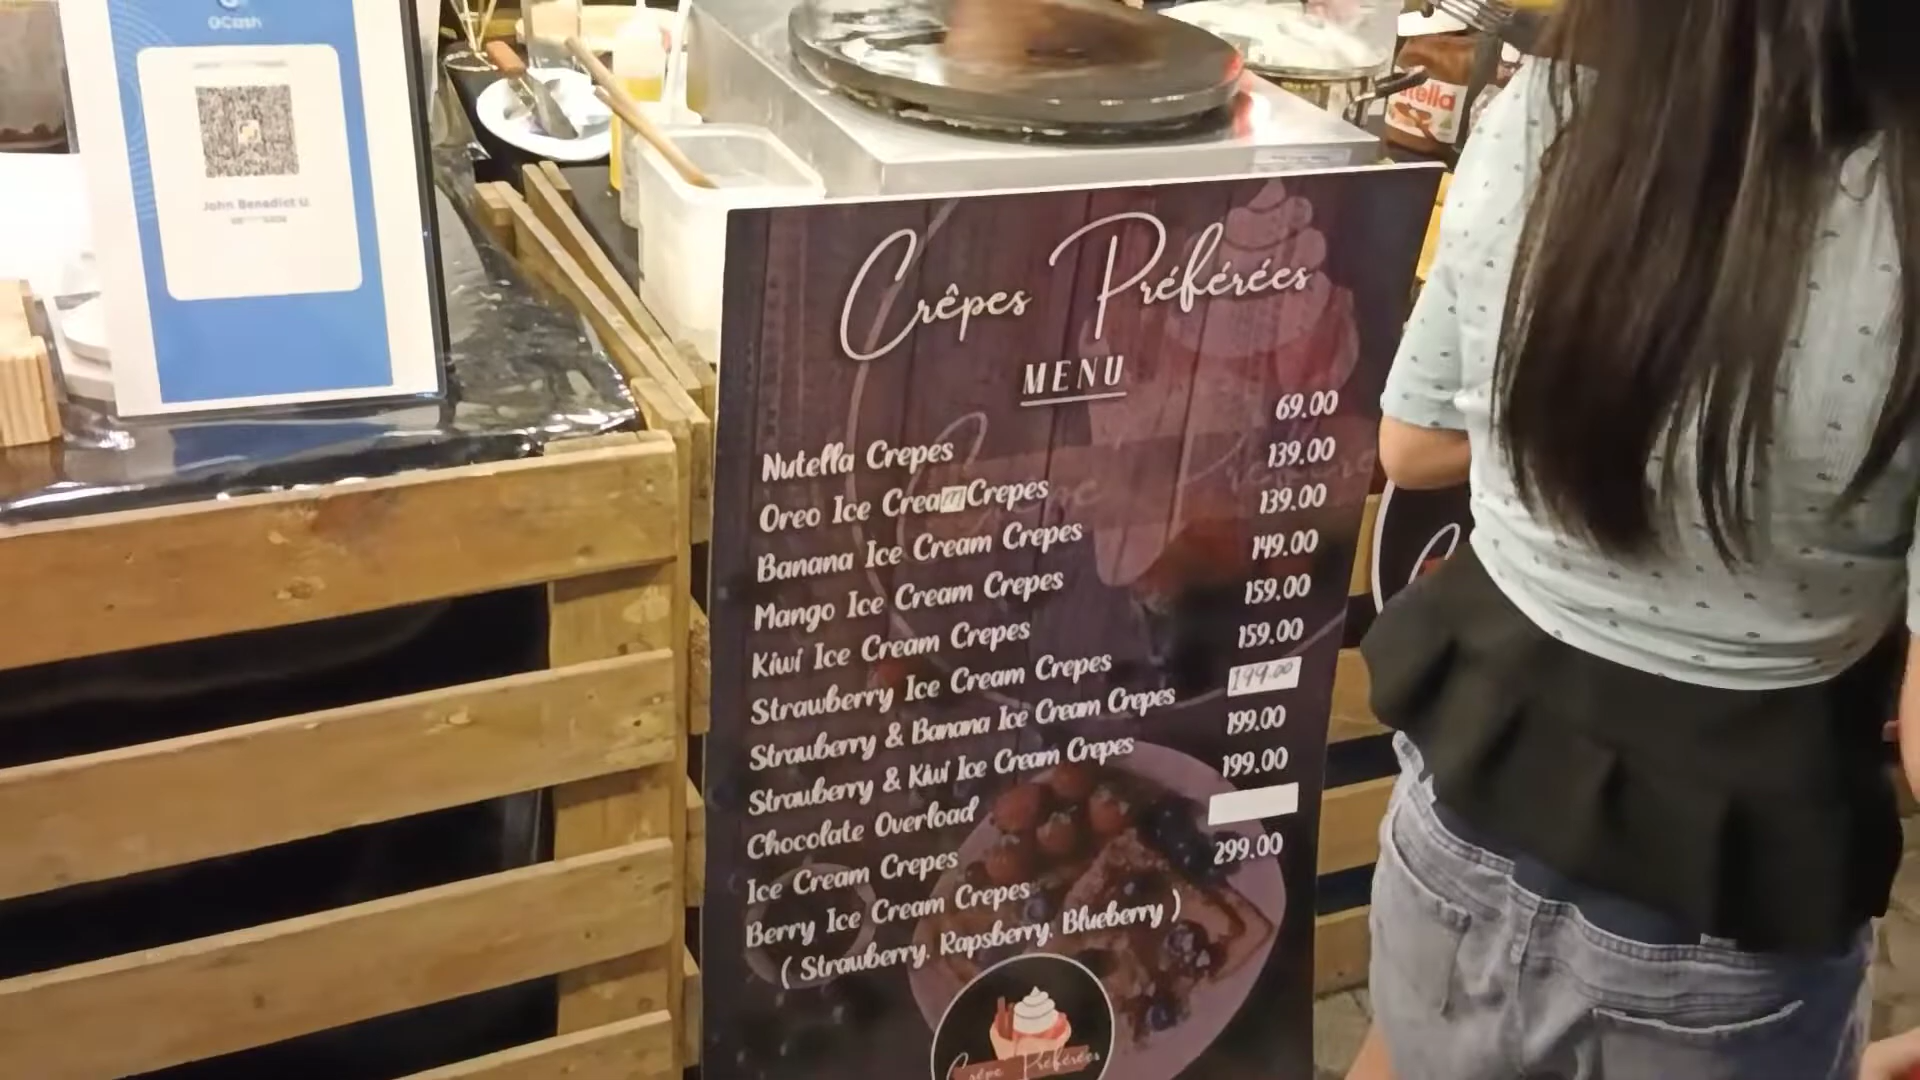 GCash
John Benedict U.
nutella
Crêpes Préférées
MENU
Nutella Crepes 69.00
Oreo Ice Cream Crepes 139.00
Banana Ice Cream Crepes 139.00
Mango Ice Cream Crepes 149.00
Kiwi Ice Cream Crepes 159.00
Strawberry Ice Cream Crepes 159.00
Strawberry & Banana Ice Cream Crepes 199.00
Strawberry & Kiwi Ice Cream Crepes 199.00
Chocolate Overload 199.00
Ice Cream Crepes
Berry Ice Cream Crepes 299.00
( Strawberry, Rapsberry, Blueberry )
Crêpe Préférées